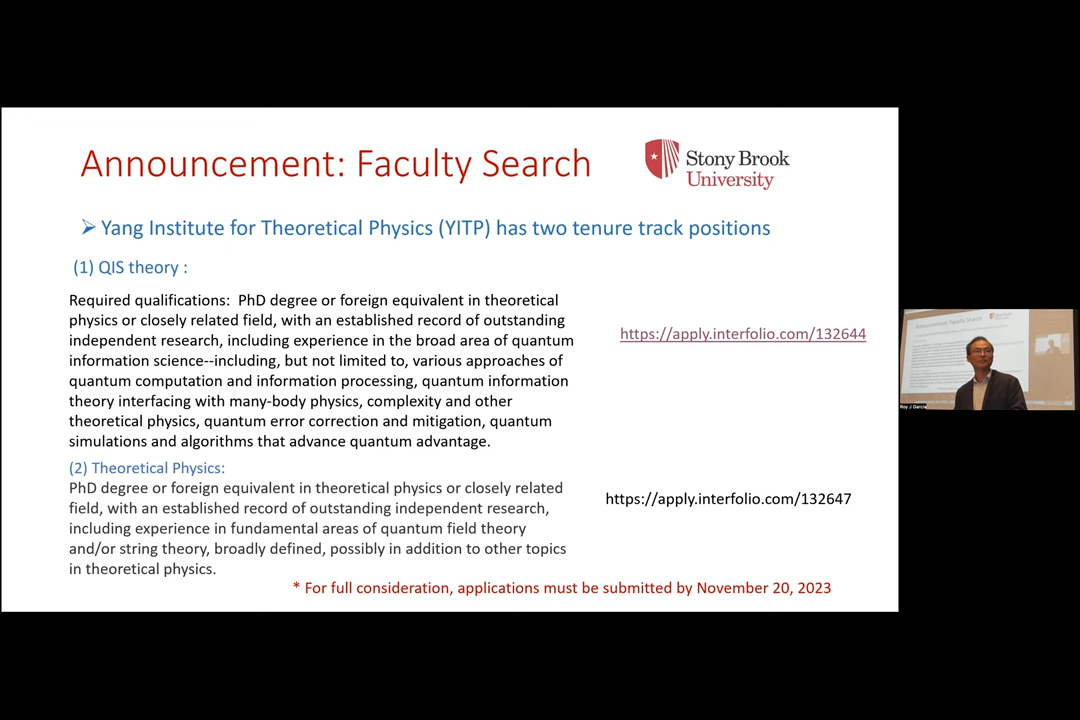 Announcement: Faculty Search
Stony Brook
University
➢ Yang Institute for Theoretical Physics (YITP) has two tenure track positions
(1) QIS theory :
Required qualifications:  PhD degree or foreign equivalent in theoretical
physics or closely related field, with an established record of outstanding
independent research, including experience in the broad area of quantum
information science--including, but not limited to, various approaches of
quantum computation and information processing, quantum information
theory interfacing with many-body physics, complexity and other
theoretical physics, quantum error correction and mitigation, quantum
simulations and algorithms that advance quantum advantage.
https://apply.interfolio.com/132644
(2) Theoretical Physics:
PhD degree or foreign equivalent in theoretical physics or closely related
field, with an established record of outstanding independent research,
including experience in fundamental areas of quantum field theory
and/or string theory, broadly defined, possibly in addition to other topics
in theoretical physics.
https://apply.interfolio.com/132647
* For full consideration, applications must be submitted by November 20, 2023
Announcement: Faculty Search
Roy J Garcia